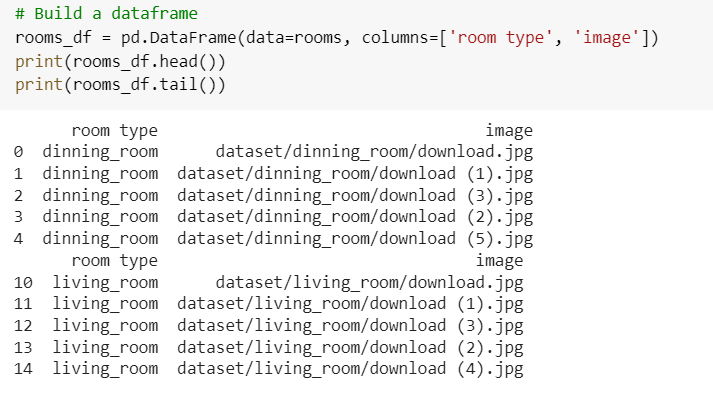 # Build a dataframe
rooms_df = pd.DataFrame(data=rooms, columns=['room type', 'image'])
print(rooms_df.head())
print(rooms_df.tail())
room type image
0 dinning_room dataset/dinning_room/download.jpg
1 dinning_room dataset/dinning_room/download (1).jpg
2 dinning_room dataset/dinning_room/download (3).jpg
3 dinning_room dataset/dinning_room/download (2).jpg
4 dinning_room dataset/dinning_room/download (5).jpg
room type image
10 living_room dataset/living_room/download.jpg
11 living_room dataset/living_room/download (1).jpg
12 living_room dataset/living_room/download (3).jpg
13 living_room dataset/living_room/download (2).jpg
14 living_room dataset/living_room/download (4).jpg